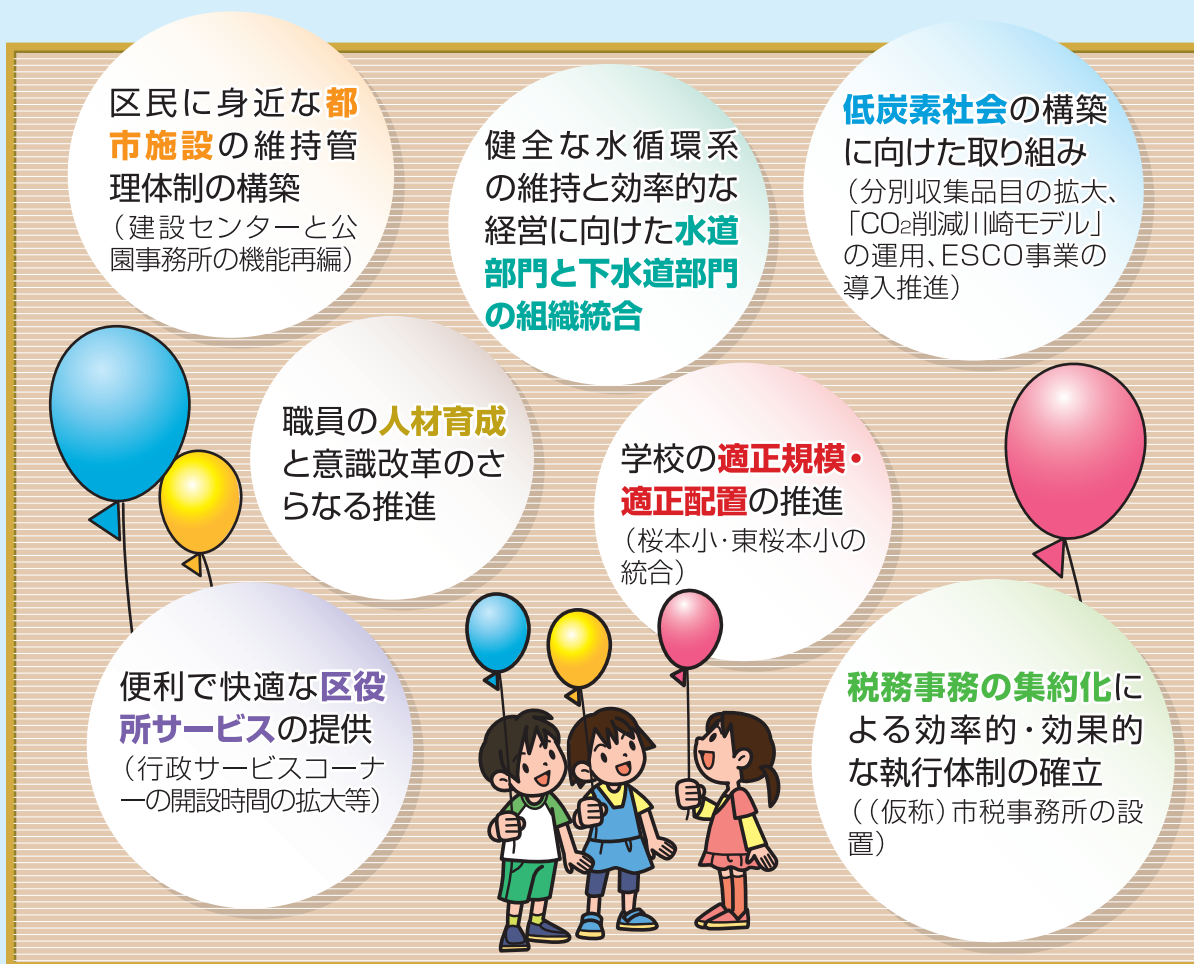 区民に身近な都
市施設の維持管
理体制の構築
（建設センターと公
園事務所の機能再編）
健全な水循環系
の維持と効率的な
経営に向けた水道
部門と下水道部門
の組織統合
低炭素社会の構築
に向けた取り組み
（分別収集品目の拡大、
「CO₂削減川崎モデル」
の運用、ESCO事業の
導入推進）
職員の人材育成
と意識改革のさ
らなる推進
学校の適正規模・
適正配置の推進
（桜本小・東桜本小の
統合）
便利で快適な区役
所サービスの提供
（行政サービスコーナ
ーの開設時間の拡大等）
税務事務の集約化に
よる効率的・効果的
な執行体制の確立
（（仮称）市税事務所の設
置）